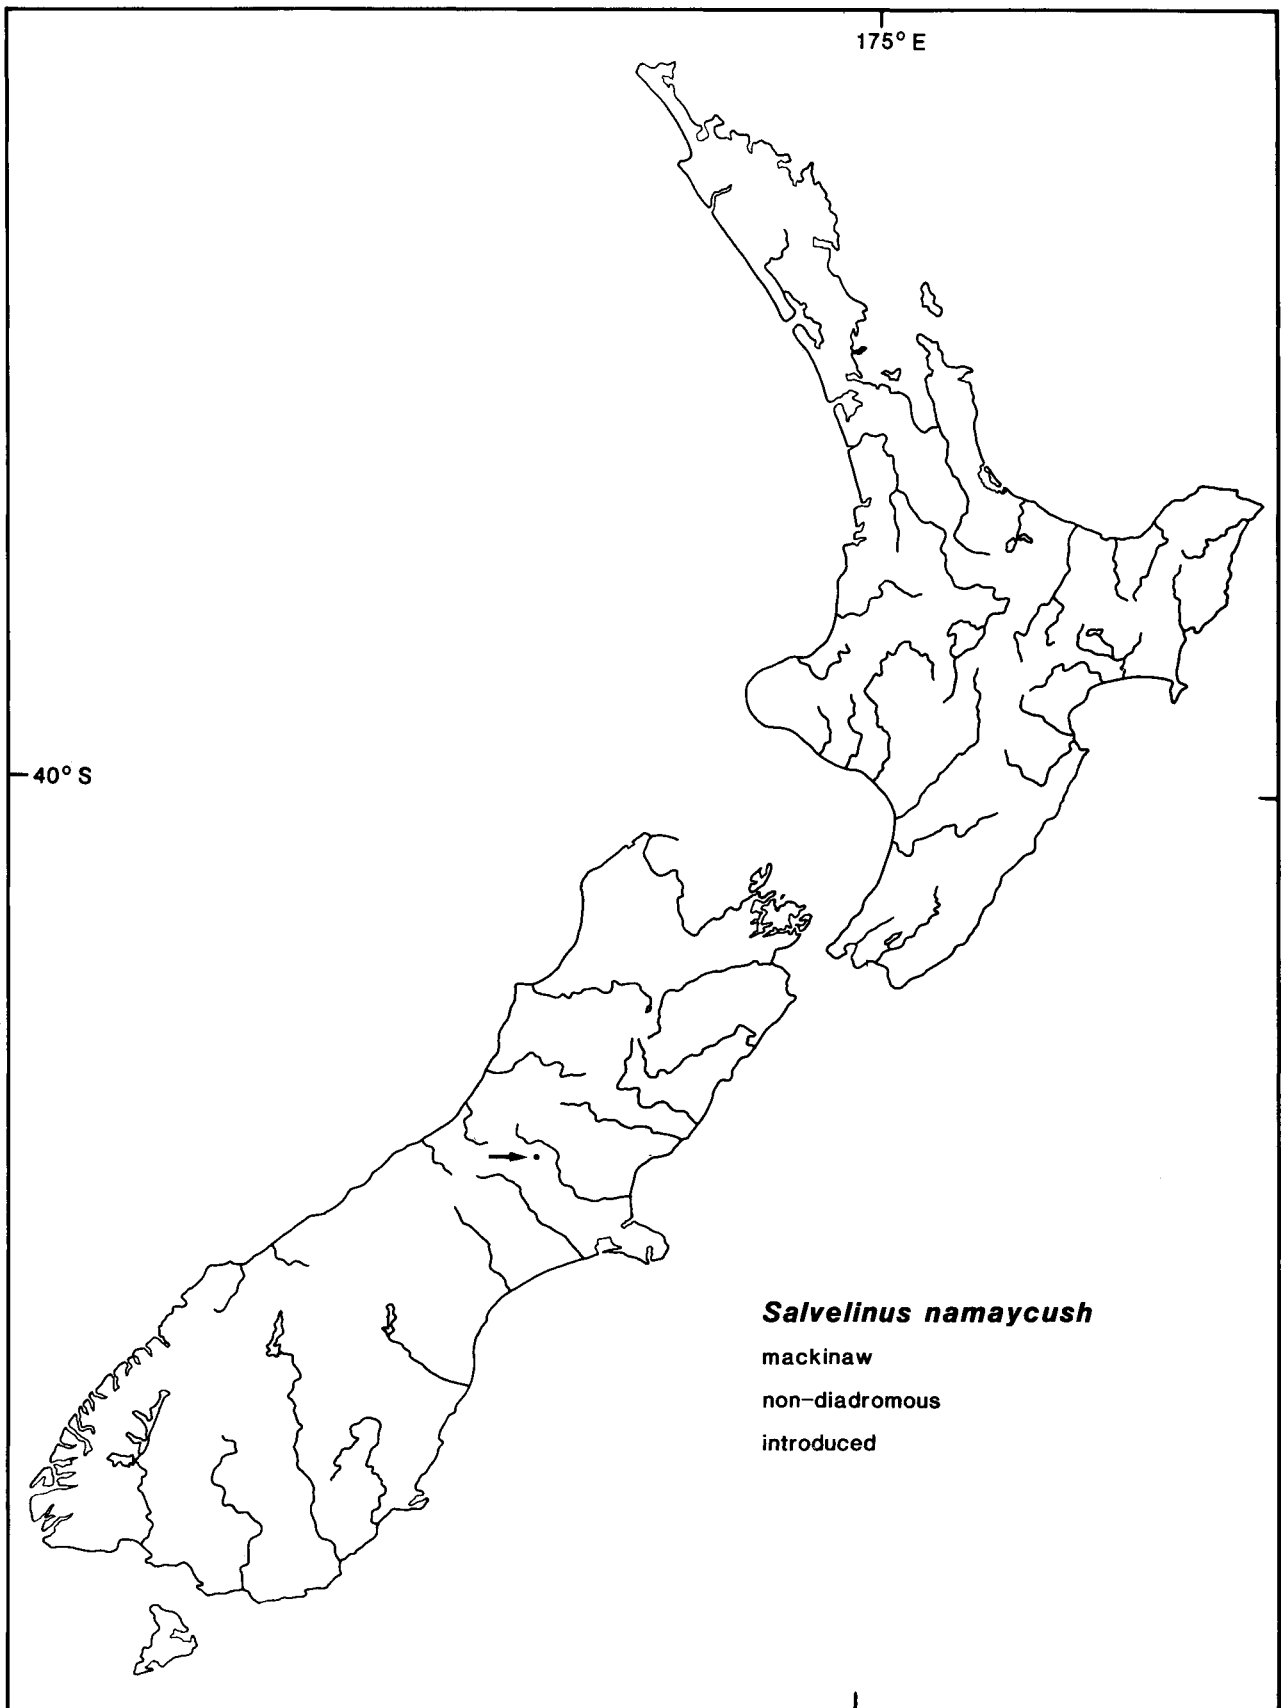 175° E
40° S
Salvelinus namaycush
mackinaw
non-diadromous
introduced